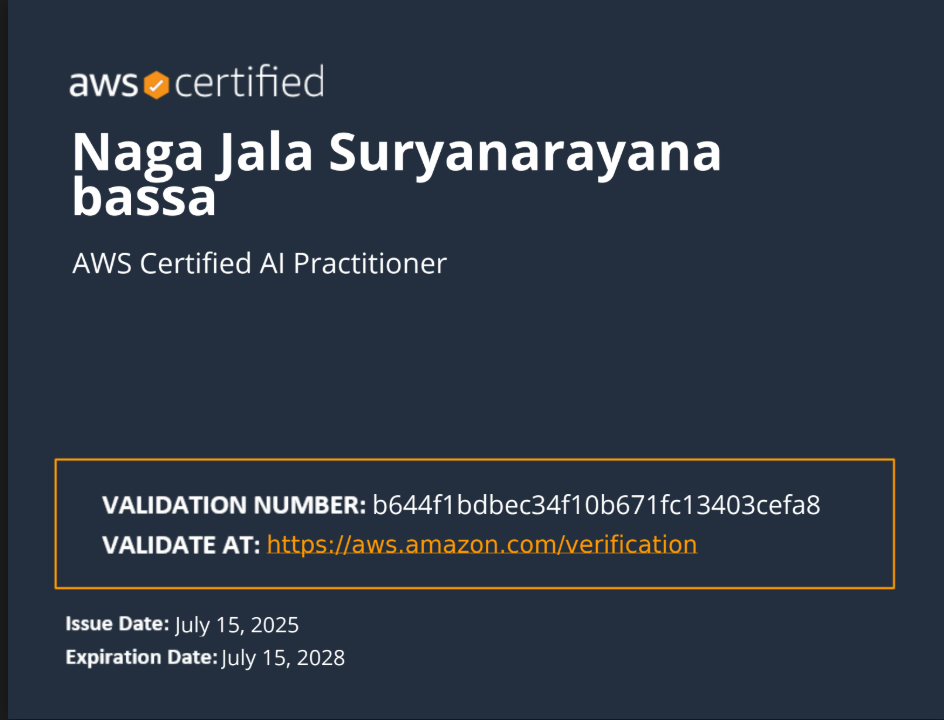 aws certified
Naga Jala Suryanarayana
bassa
AWS Certified AI Practitioner
VALIDATION NUMBER: b644f1bdbec34f10b671fc13403cefa8
VALIDATE AT: https://aws.amazon.com/verification
Issue Date: July 15, 2025
Expiration Date: July 15, 2028